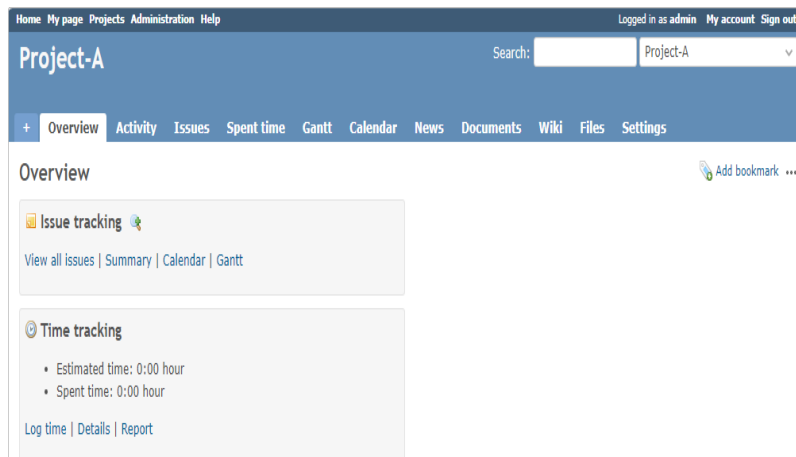 Home My page Projects Administration Help Logged in as admin My account Sign out
Project-A Search: Project-A
+ Overview Activity Issues Spent time Gantt Calendar News Documents Wiki Files Settings
Overview Add bookmark •••
Issue tracking
View all issues | Summary | Calendar | Gantt
Time tracking
• Estimated time: 0:00 hour
• Spent time: 0:00 hour
Log time | Details | Report